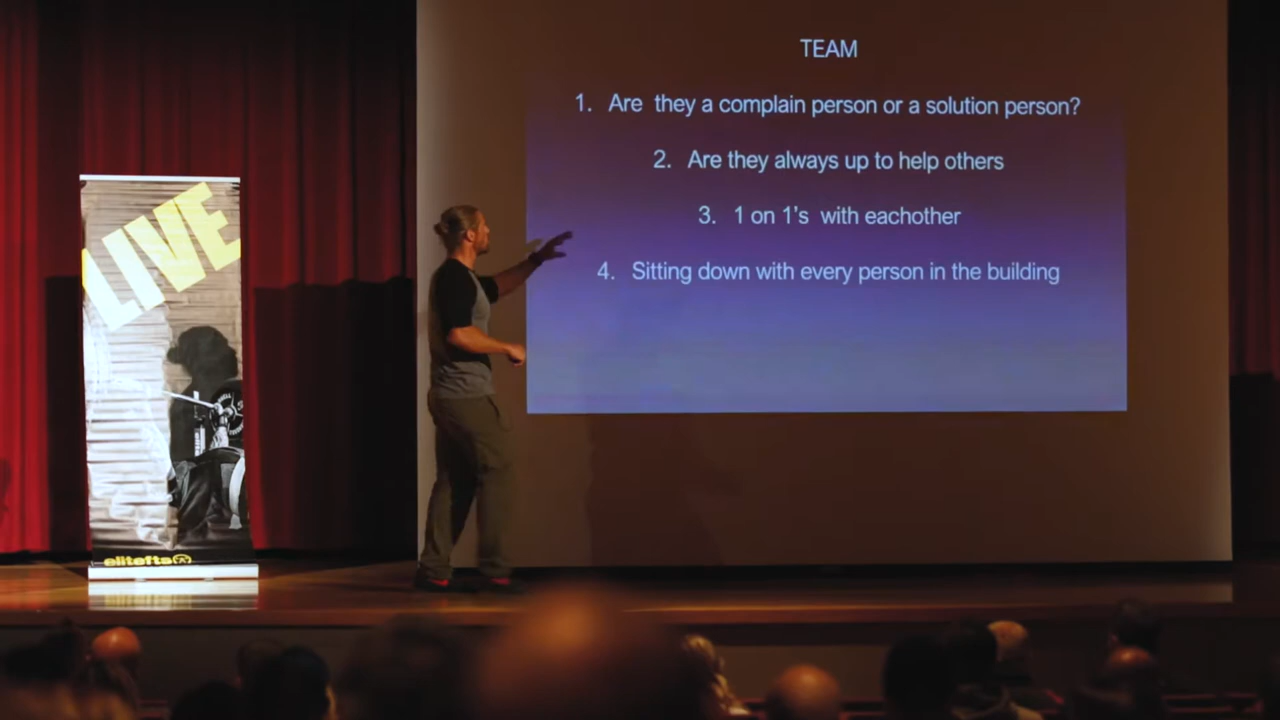 TEAM
1. Are they a complain person or a solution person?
2. Are they always up to help others
3. 1 on 1's with eachother
4. Sitting down with every person in the building
LIVE
elitefts